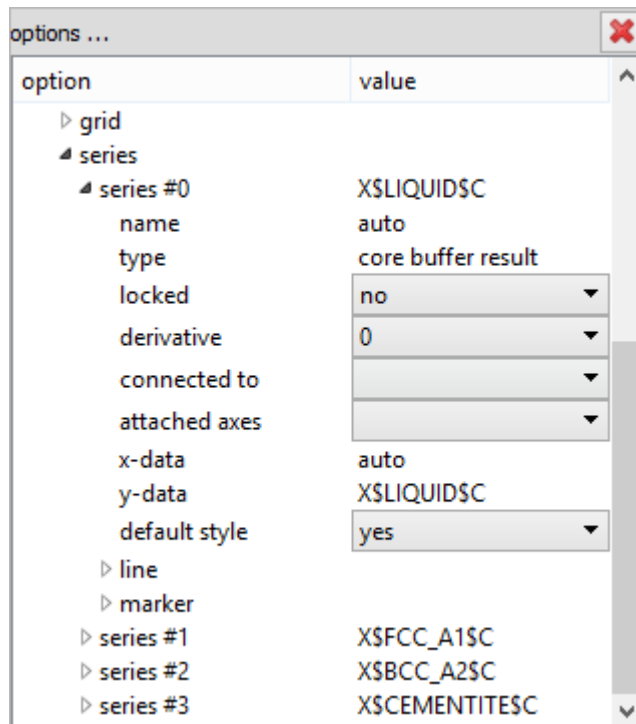 options ...
option value
grid
series
series #0 X$LIQUID$C
name auto
type core buffer result
locked no
derivative 0
connected to
attached axes
x-data auto
y-data X$LIQUID$C
default style yes
line
marker
series #1 X$FCC_A1$C
series #2 X$BCC_A2$C
series #3 X$CEMENTITE$C